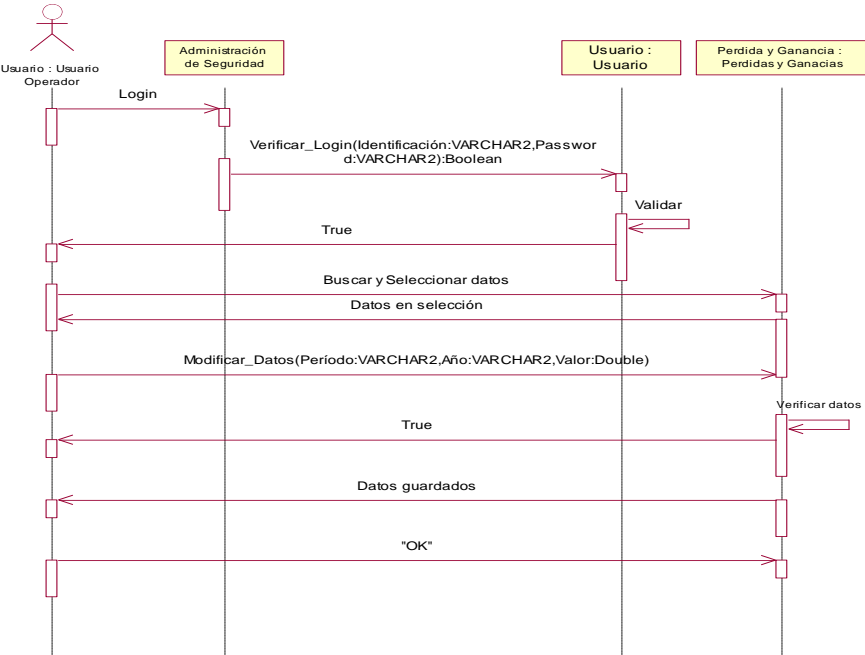 Usuario : Usuario
Operador
Administración
de Seguridad
Usuario :
Usuario
Perdida y Ganancia :
Perdidas y Ganacias
Login
Verificar_Login(Identificación:VARCHAR2,Passwor
d:VARCHAR2):Boolean
Validar
True
Buscar y Seleccionar datos
Datos en selección
Modificar_Datos(Período:VARCHAR2,Año:VARCHAR2,Valor:Double)
Verificar datos
True
Datos guardados
"OK"